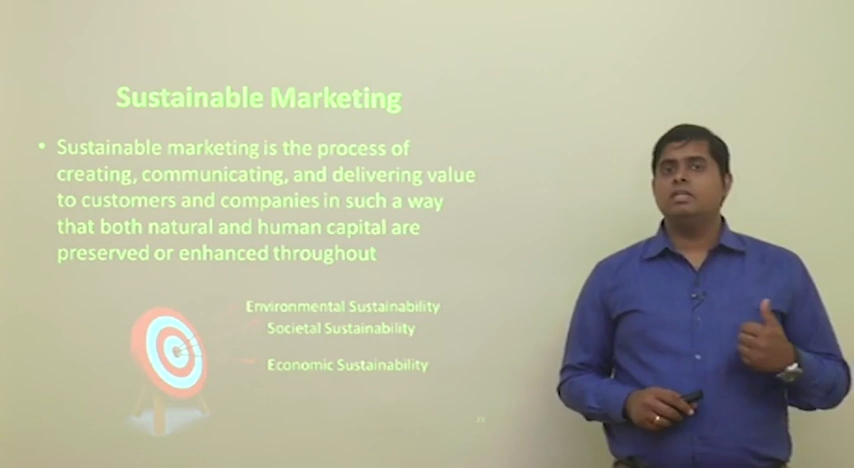 Sustainable Marketing
• Sustainable marketing is the process of
creating, communicating, and delivering value
to customers and companies in such a way
that both natural and human capital are
preserved or enhanced throughout
Environmental Sustainability
Societal Sustainability
Economic Sustainability